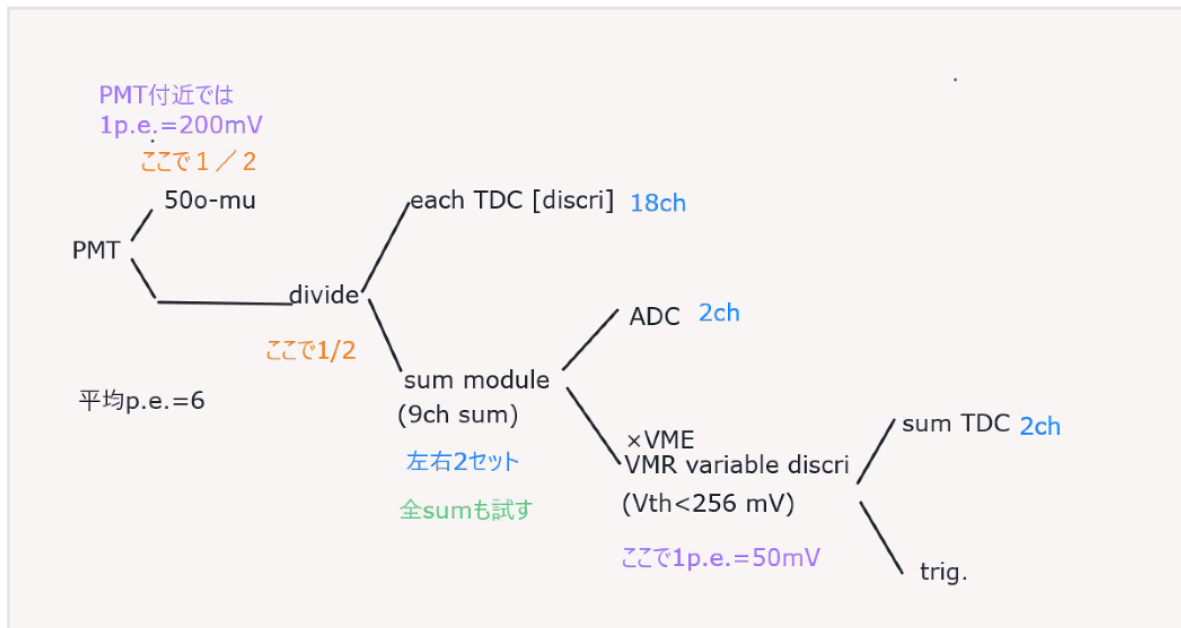 PMT付近では
1p.e.=200mV
ここで１／２
50o-mu
PMT
each TDC [discri] 18ch
divide
ここで1/2
ADC 2ch
平均p.e.=6
sum module
(9ch sum)
左右2セット
全sumも試す
×VME
VMR variable discri
(Vth<256 mV)
ここで1p.e.=50mV
sum TDC 2ch
trig.